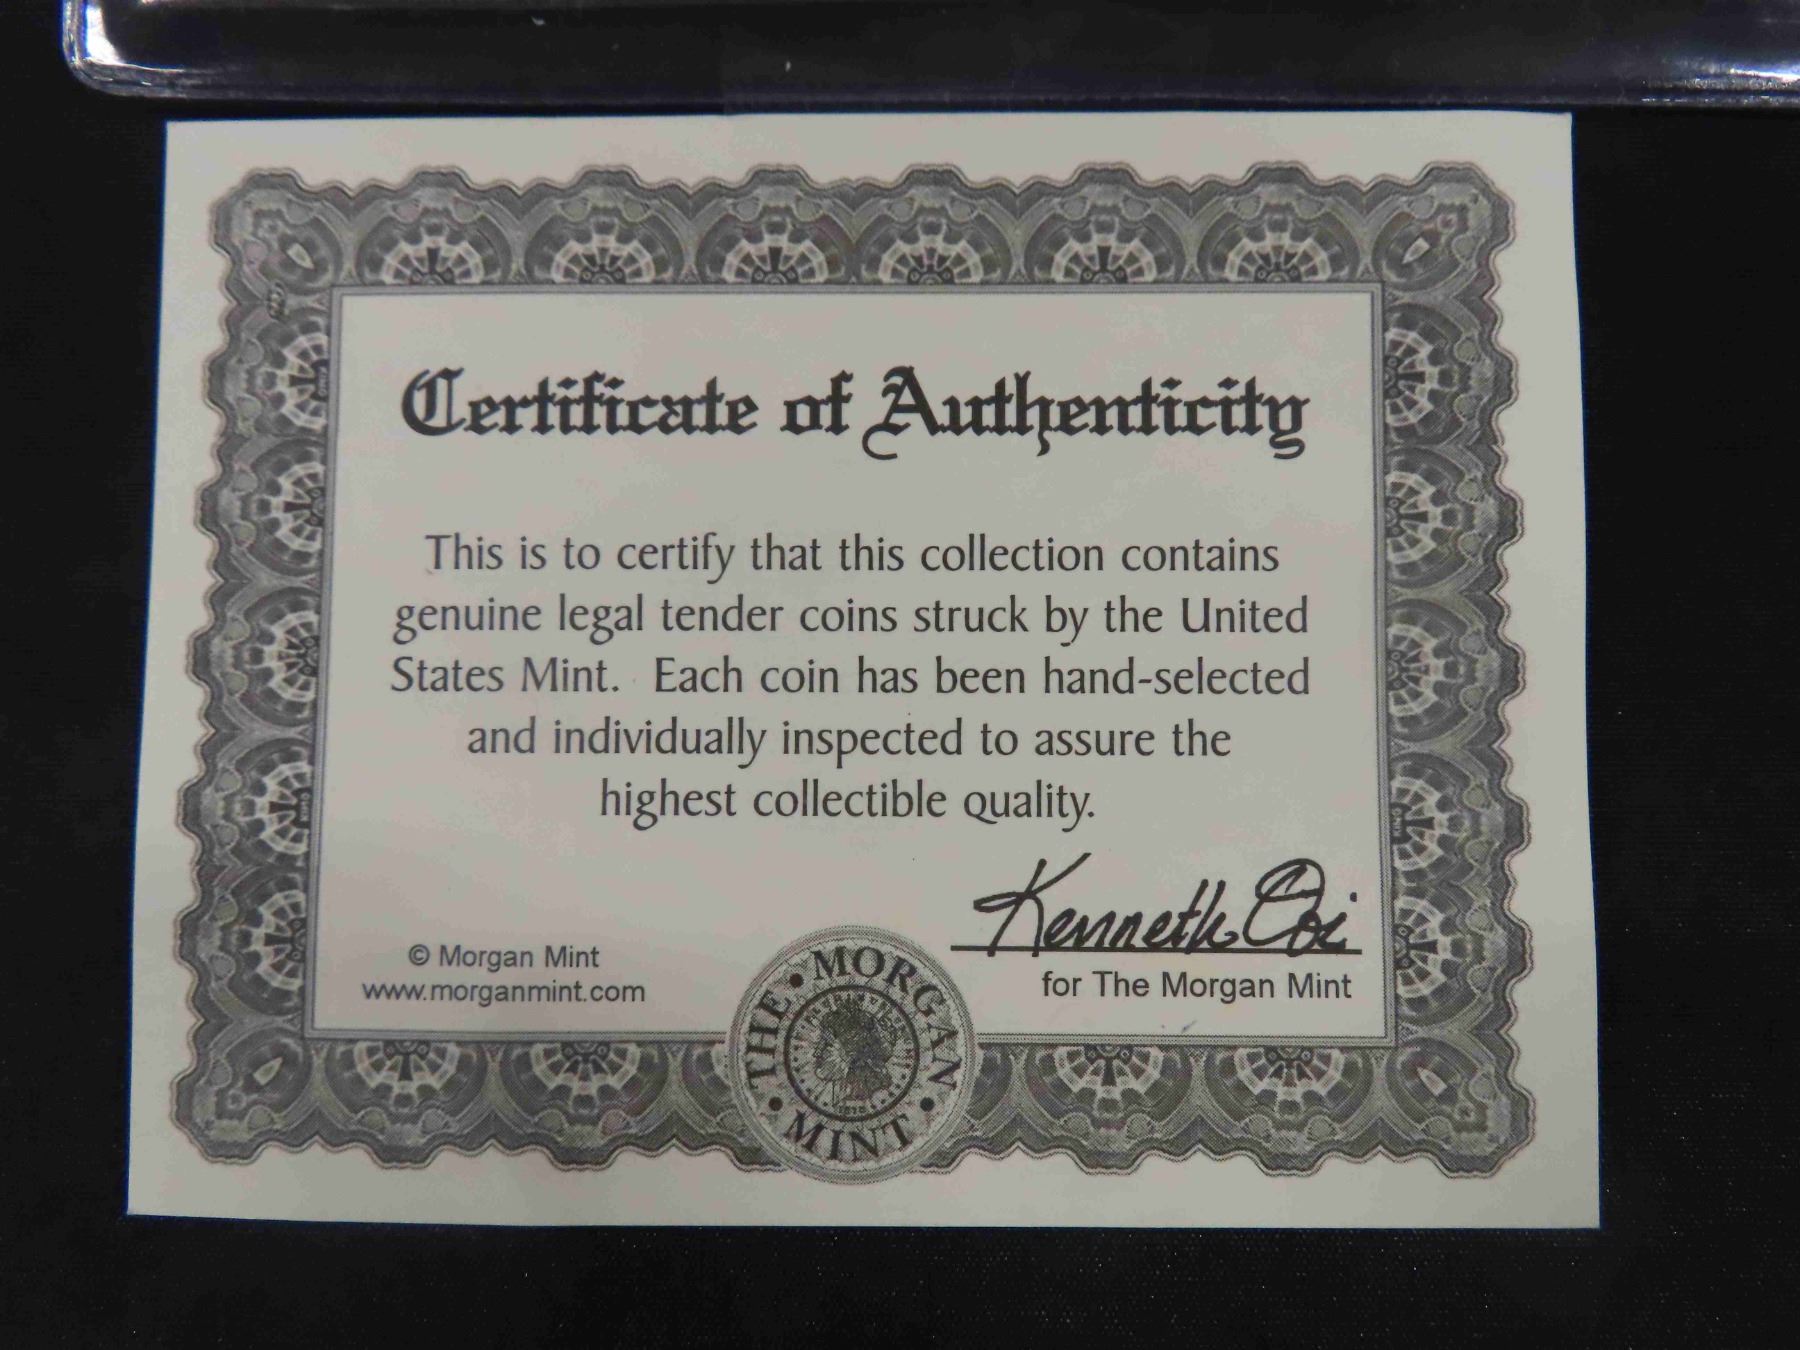 Certificate of Authenticity
This is to certify that this collection contains
genuine legal tender coins struck by the United
States Mint. Each coin has been hand-selected
and individually inspected to assure the
highest collectible quality.
Kenneth
© Morgan Mint
www.morganmint.com
for The Morgan Mint
THE • MORGAN • MINT •